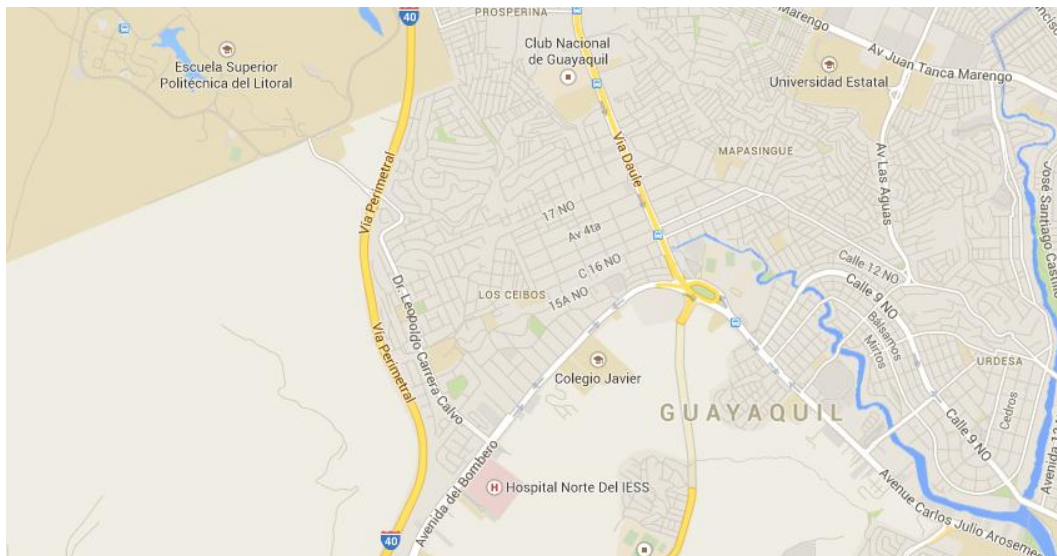 40
PROSPERINA
Marengo
Av Juan Tanca Marengo
Club Nacional
de Guayaquil
Escuela Superior
Politécnica del Litoral
Universidad Estatal
Vía Daule
MAPASINGUE
Av Las Aguas
José Santiago Castillo
Vía Perimetral
17 NO
Av 4ta
C 16 NO
Calle 12 NO
Dr. Leopoldo Carrera Calvo
LOS CEIBOS
15A NO
Calle 9 NO
Bálsamos
Mirtos
Vía Perimetral
URDESA
Colegio Javier
GUAYAQUIL
Cedros
Calle 9 NO
Avenida del Bombero
H
Hospital Norte Del IESS
Avenue Carlos Julio Arosemena
40